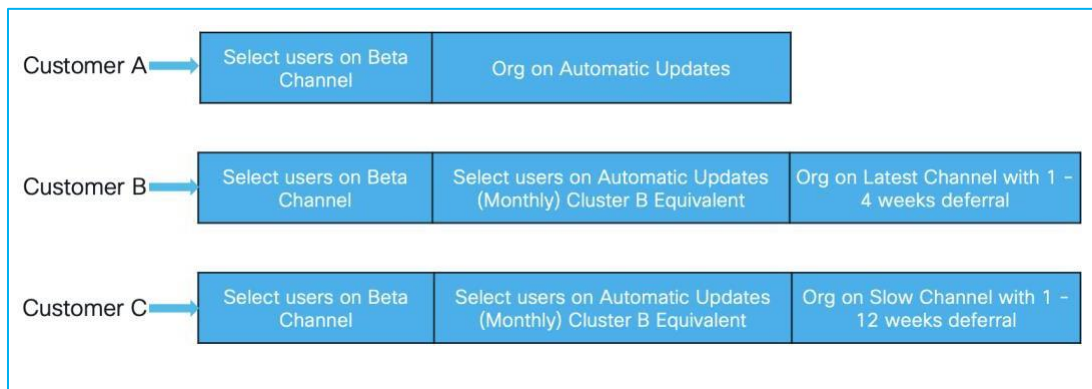 Customer A
Select users on Beta
Channel
Org on Automatic Updates
Customer B
Select users on Beta
Channel
Select users on Automatic Updates
(Monthly) Cluster B Equivalent
Org on Latest Channel with 1 –
4 weeks deferral
Customer C
Select users on Beta
Channel
Select users on Automatic Updates
(Monthly) Cluster B Equivalent
Org on Slow Channel with 1 –
12 weeks deferral